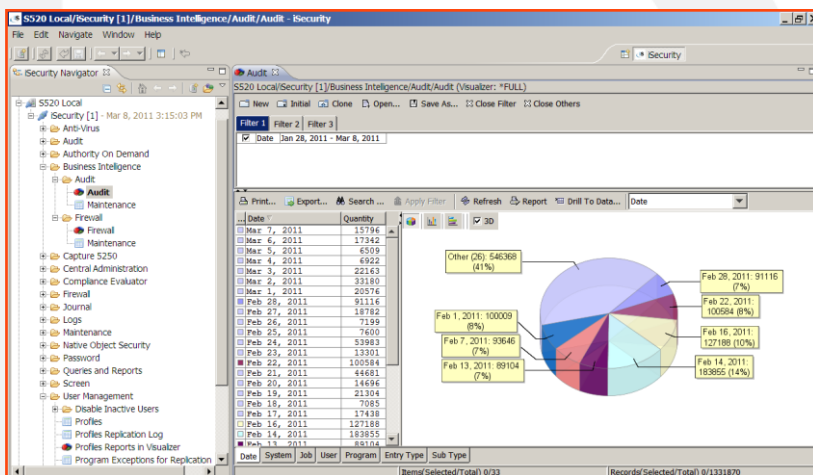 S520 Local/iSecurity [1]/Business Intelligence/Audit/Audit - iSecurity
File Edit Navigate Window Help
iSecurity
iSecurity Navigator
S520 Local
iSecurity [1] - Mar 8, 2011 3:15:03 PM
Anti-Virus
Audit
Authority On Demand
Business Inteligence
Audit
Audit
Maintenance
Firewall
Firewall
Maintenance
Capture 5250
Central Administration
Compliance Evaluator
Firewall
Journal
Logs
Maintenance
Native Object Security
Password
Queries and Reports
Screen
User Management
Disable Inactive Users
Profiles
Profiles Replication Log
Profiles Reports in Visualizer
Program Exceptions for Replication
Audit
S520 Local/iSecurity [1]/Business Intelligence/Audit/Audit (Visualizer: *FULL)
New Initial Clone Open... Save As... Close Filter Close Others
Filter 1 Filter 2 Filter 3
Date Jan 28, 2011 - Mar 8, 2011
Print... Export... Search ... Apply Filter Refresh Report Drill To Data... Date
... Date Quantity
Mar 7, 2011 15796
Mar 6, 2011 17342
Mar 5, 2011 6509
Mar 4, 2011 6922
Mar 3, 2011 22163
Mar 2, 2011 33180
Mar 1, 2011 20576
Feb 28, 2011 91116
Feb 27, 2011 18782
Feb 26, 2011 7199
Feb 25, 2011 7600
Feb 24, 2011 53983
Feb 23, 2011 13301
Feb 22, 2011 100584
Feb 21, 2011 44681
Feb 20, 2011 14696
Feb 19, 2011 21304
Feb 18, 2011 7085
Feb 17, 2011 17438
Feb 16, 2011 127188
Feb 14, 2011 183855
Feb 13, 2011 89104
3D
Other (26): 546368
(41%)
Feb 28, 2011: 91116
(7%)
Feb 22, 2011:
100584 (8%)
Feb 16, 2011:
127188 (10%)
Feb 14, 2011:
183855 (14%)
Feb 1, 2011: 100009
(8%)
Feb 7, 2011: 93646
(7%)
Feb 13, 2011: 89104
(7%)
Date System Job User Program Entry Type Sub Type
Items(Selected/Total) 0/33
Records(Selected/Total) 0/1331870